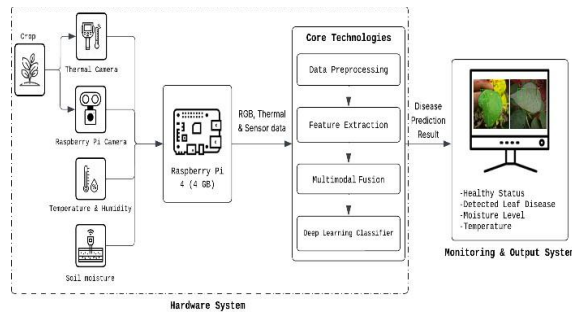 Crop
Thermal Camera
Raspberry Pi Camera
Temperature & Humidity
Soil moisture
Raspberry Pi
4 (4 GB)
RGB, Thermal
& Sensor data
Core Technologies
Data Preprocessing
Feature Extraction
Multimodal Fusion
Deep Learning Classifier
Disease
Prediction
Result
-Healthy Status
-Detected Leaf Disease
-Moisture Level
-Temperature
Monitoring & Output System
Hardware System